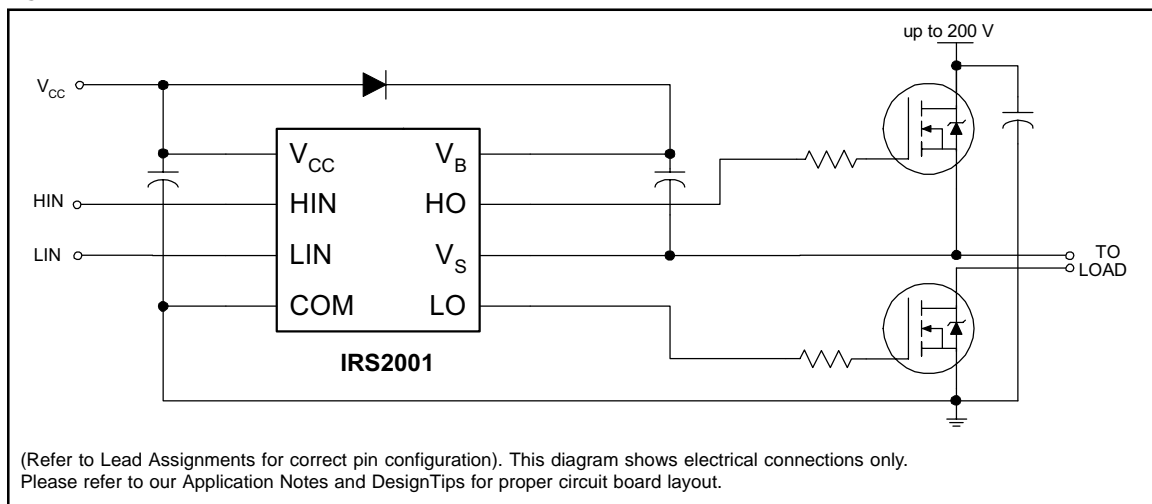 up to 200 V
VCC
VCC
VB
HIN
HIN
HO
LIN
LIN
VS
TO
LOAD
COM
LO
IRS2001
(Refer to Lead Assignments for correct pin configuration). This diagram shows electrical connections only.
Please refer to our Application Notes and DesignTips for proper circuit board layout.